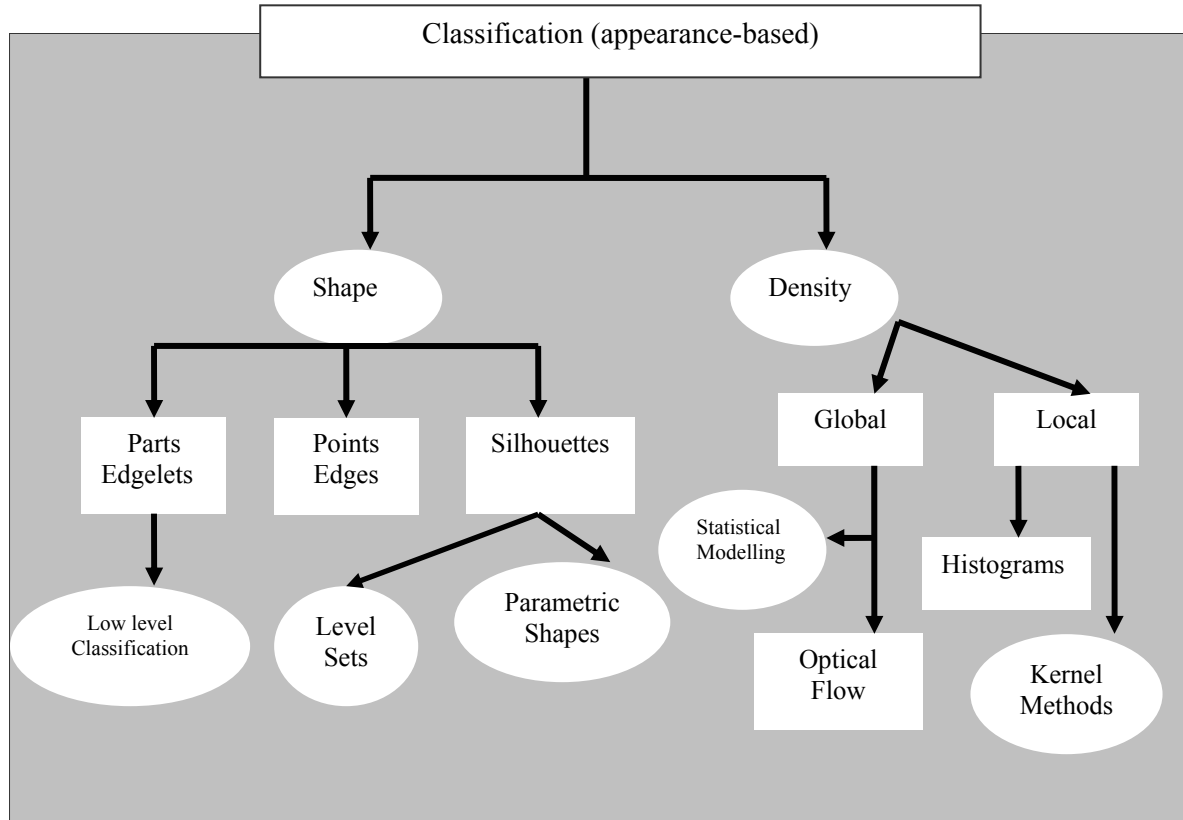 Classification (appearance-based)
Shape
Density
Parts
Edgelets
Points
Edges
Silhouettes
Global
Local
Low level
Classification
Level
Sets
Parametric
Shapes
Statistical
Modelling
Optical
Flow
Histograms
Kernel
Methods